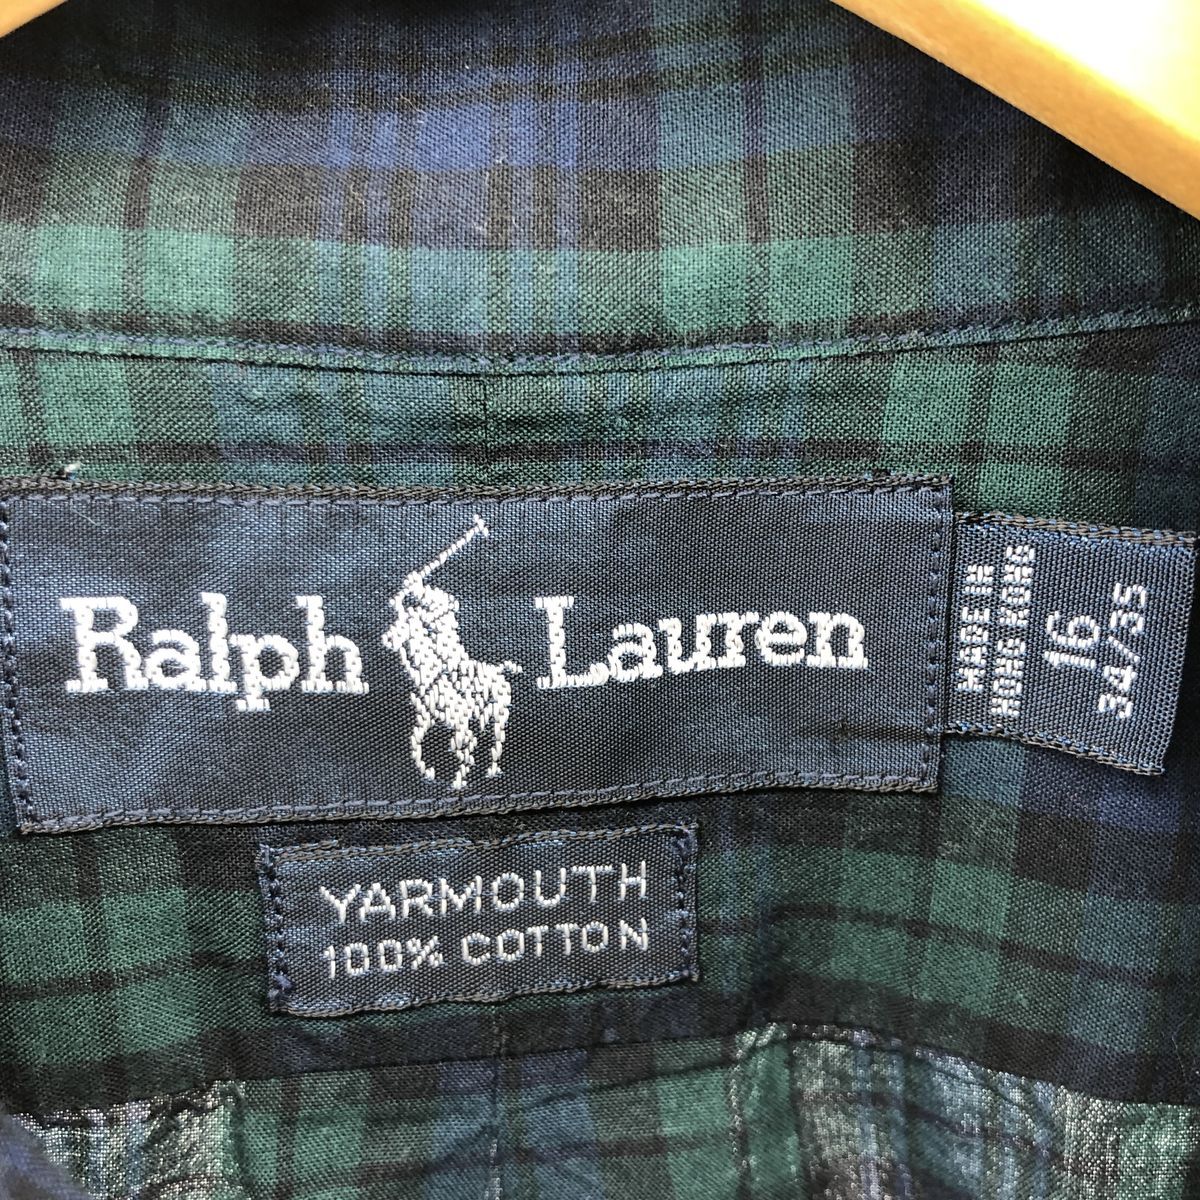 Ralph Lauren
MADE IN
HONG KONG
16
34/35
YARMOUTH
100% COTTON